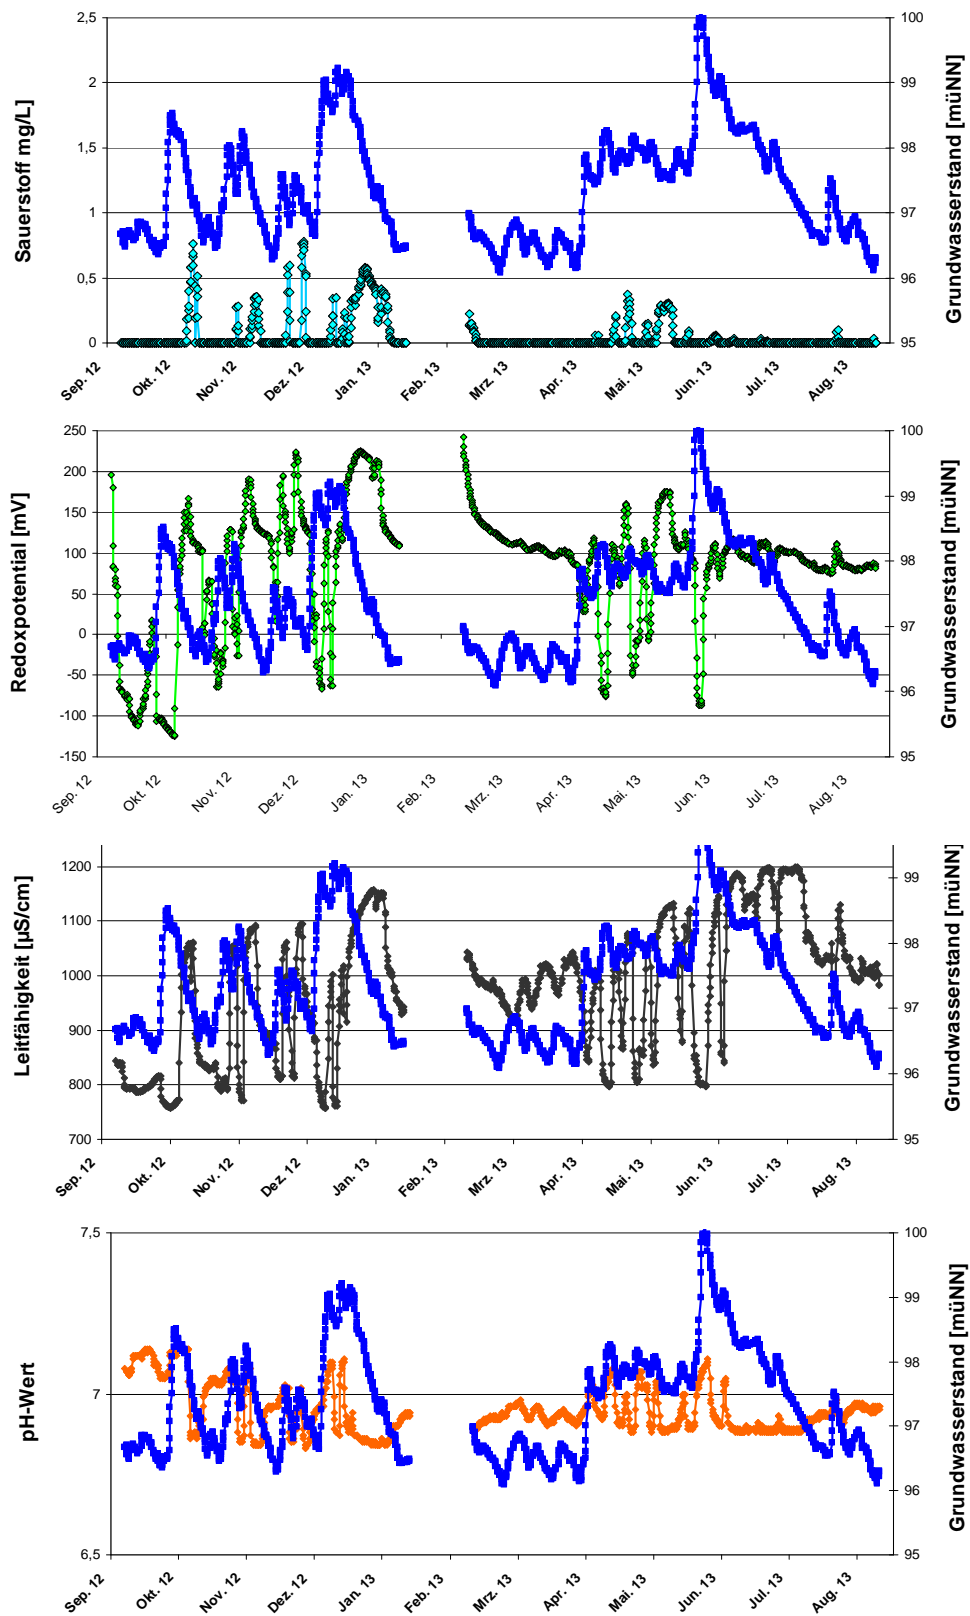 Sauerstoff mg/L
2,5
2
1,5
1
0,5
0
100
99
98
97
96
95
Grundwasserstand [müNN]
Sep. 12
Okt. 12
Nov. 12
Dez. 12
Jan. 13
Feb. 13
Mrz. 13
Apr. 13
Mai. 13
Jun. 13
Jul. 13
Aug. 13
Redoxpotential [mV]
250
200
150
100
50
0
-50
-100
-150
100
99
98
97
96
95
Grundwasserstand [müNN]
Sep. 12
Okt. 12
Nov. 12
Dez. 12
Jan. 13
Feb. 13
Mrz. 13
Apr. 13
Mai. 13
Jun. 13
Jul. 13
Aug. 13
Leitfähigkeit [µS/cm]
1200
1100
1000
900
800
700
99
98
97
96
95
Grundwasserstand [müNN]
Sep. 12
Okt. 12
Nov. 12
Dez. 12
Jan. 13
Feb. 13
Mrz. 13
Apr. 13
Mai. 13
Jun. 13
Jul. 13
Aug. 13
pH-Wert
7,5
7
6,5
100
99
98
97
96
95
Grundwasserstand [müNN]
Sep. 12
Okt. 12
Nov. 12
Dez. 12
Jan. 13
Feb. 13
Mrz. 13
Apr. 13
Mai. 13
Jun. 13
Jul. 13
Aug. 13